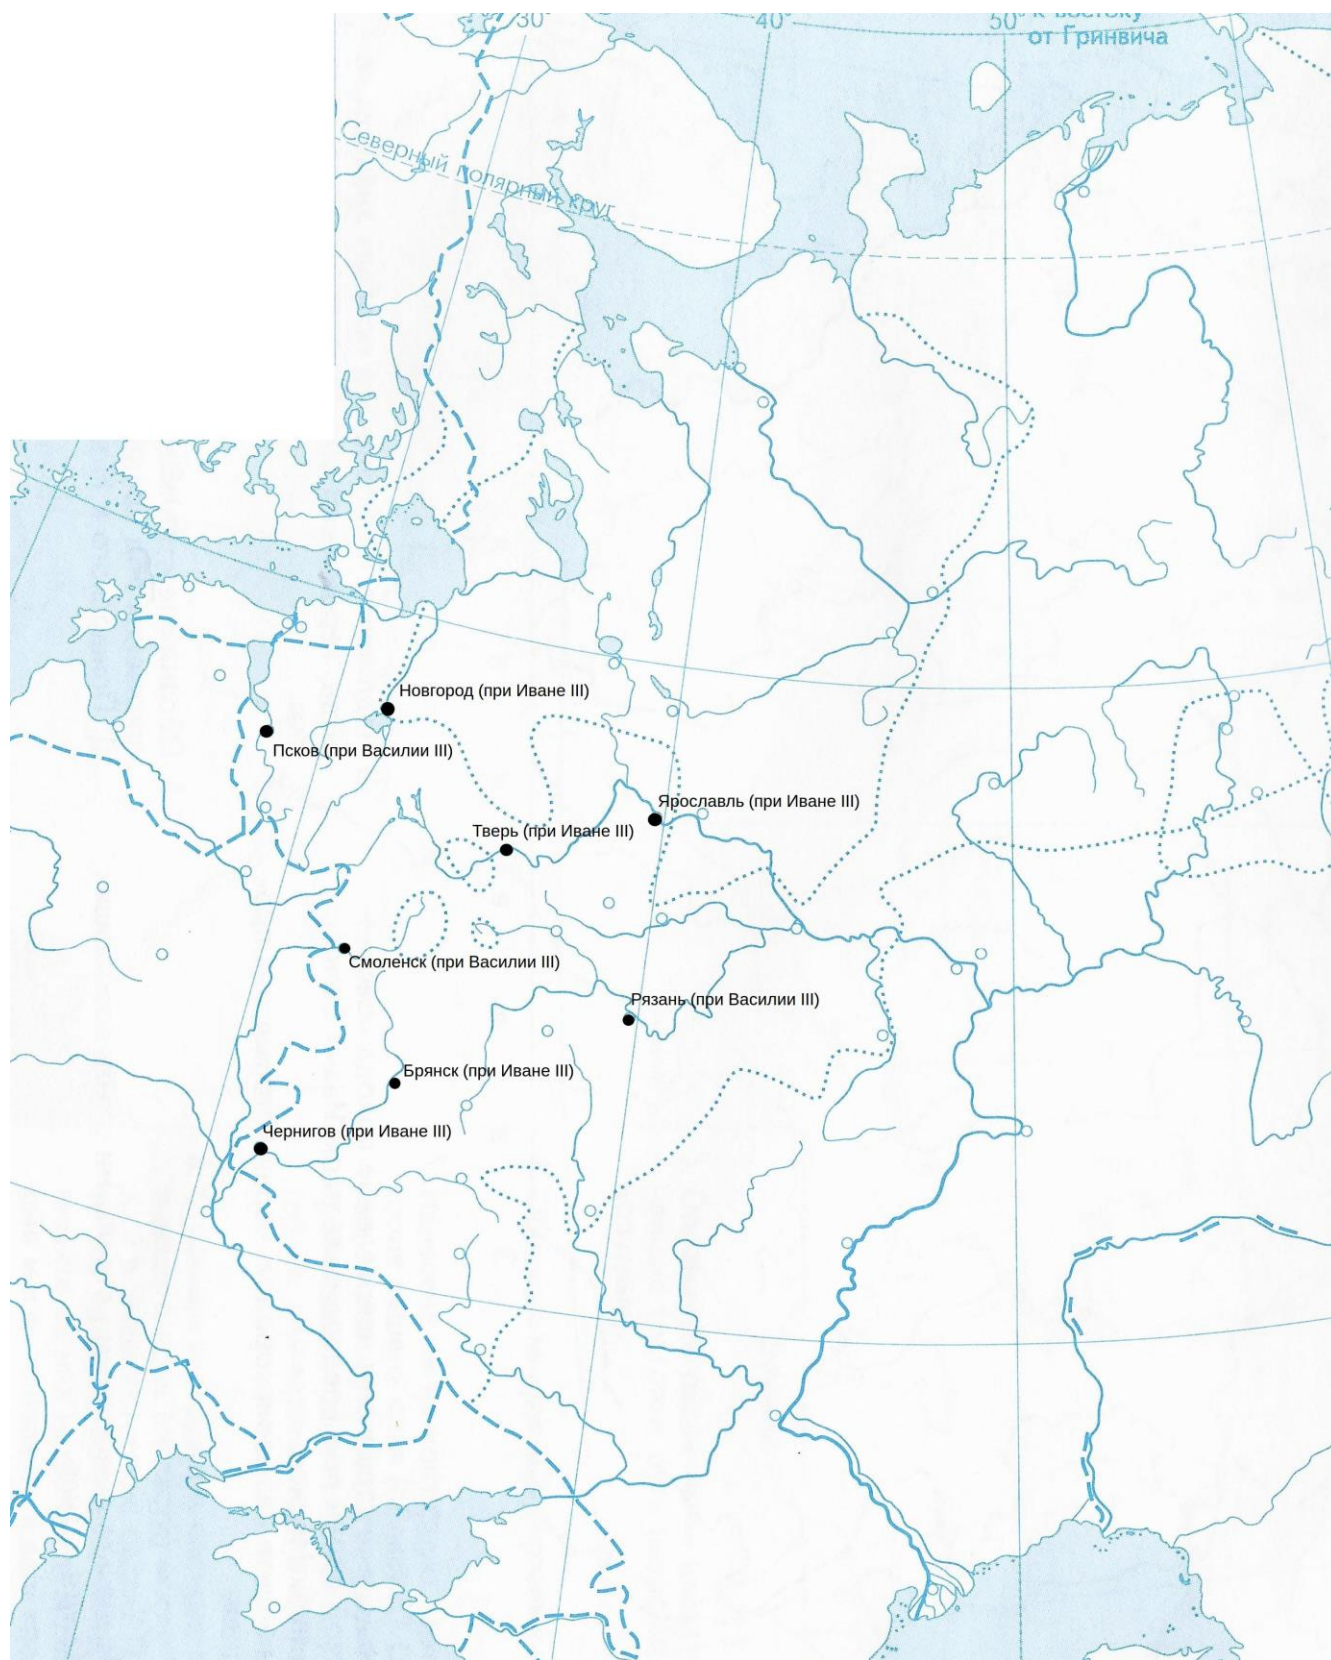 30°
40°
50° к востоку
от Гринвича
Северный полярный круг
Новгород (при Иване III)
Псков (при Василии III)
Ярославль (при Иване III)
Тверь (при Иване III)
Смоленск (при Василии III)
Рязань (при Василии III)
Брянск (при Иване III)
Чернигов (при Иване III)